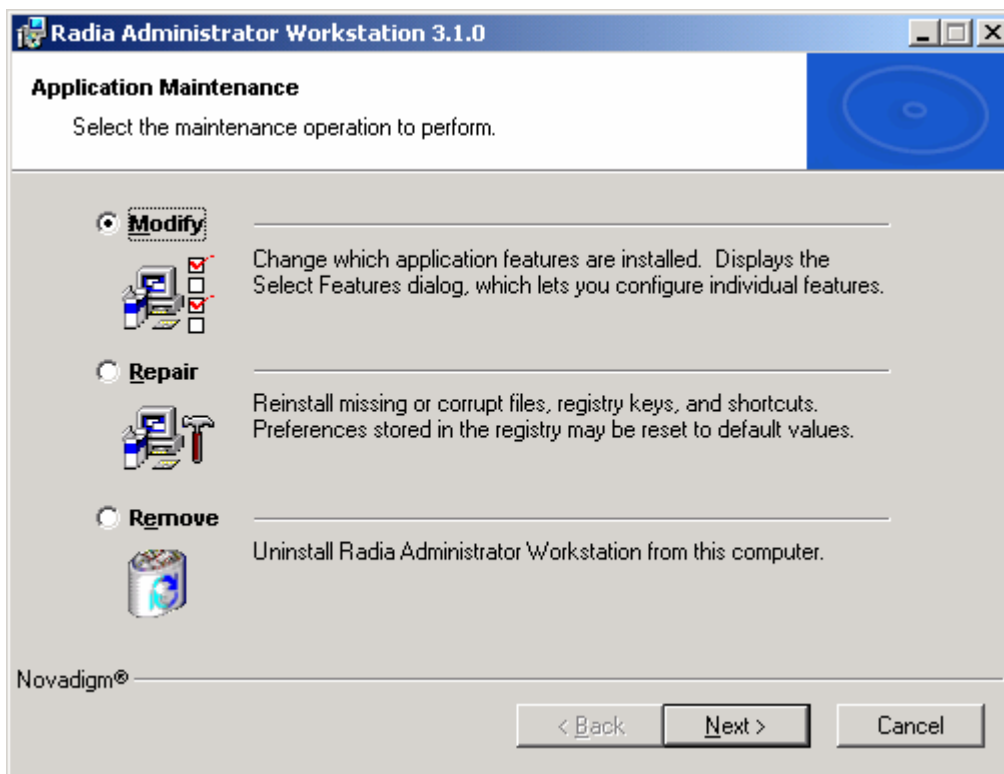 Radia Administrator Workstation 3.1.0
Application Maintenance
Select the maintenance operation to perform.
Modify
Change which application features are installed.  Displays the
Select Features dialog, which lets you configure individual features.
Repair
Reinstall missing or corrupt files, registry keys, and shortcuts.
Preferences stored in the registry may be reset to default values.
Remove
Uninstall Radia Administrator Workstation from this computer.
Novadigm®
< Back
Next >
Cancel